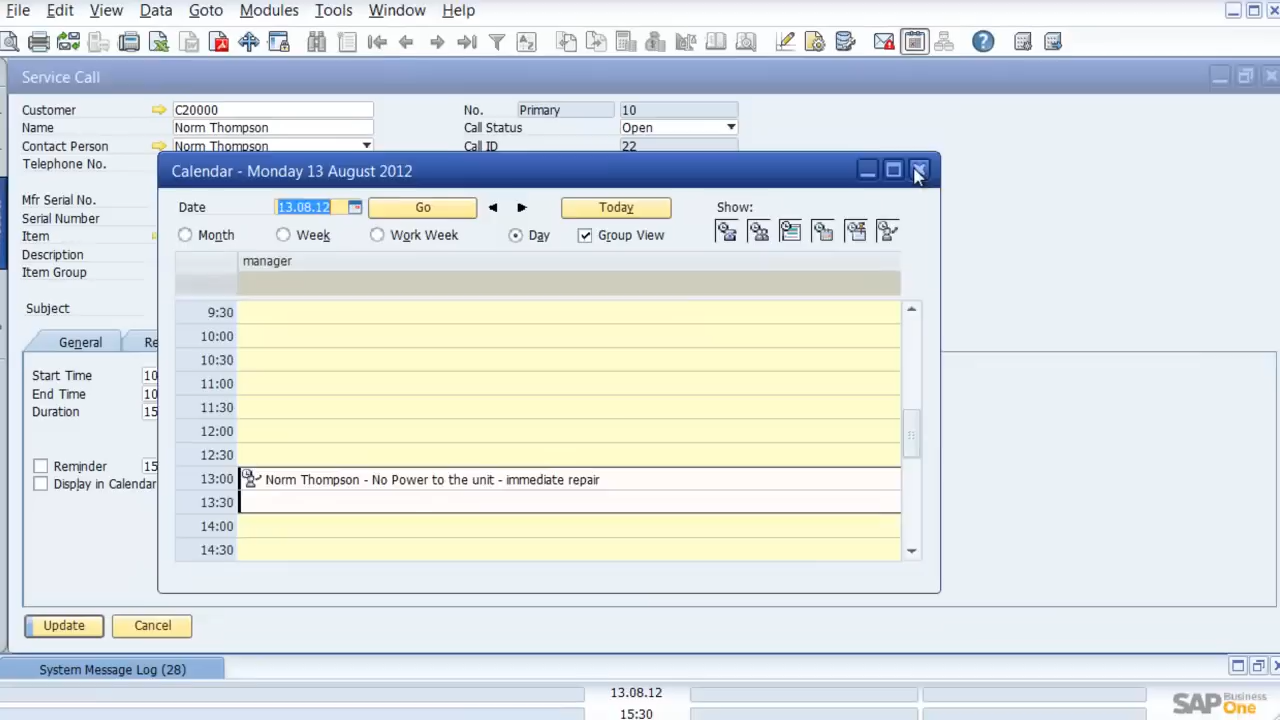 File Edit View Data Goto Modules Tools Window Help
Service Call
Customer C20000 No. Primary 10
Name Norm Thompson Call Status Open
Contact Person Norm Thompson Call ID 22
Telephone No.
Calendar - Monday 13 August 2012
Mfr Serial No.
Date 13.08.12 Go Today Show:
Serial Number
Item
Month Week Work Week Day Group View
Description
manager
Item Group
Subject
General Re
Start Time 10
End Time 10
Duration 15
Reminder 15
Display in Calendar
9:30
10:00
10:30
11:00
11:30
12:00
12:30
13:00 Norm Thompson - No Power to the unit - immediate repair
13:30
14:00
14:30
Update Cancel
System Message Log (28)
13.08.12
15:30
SAP Business One